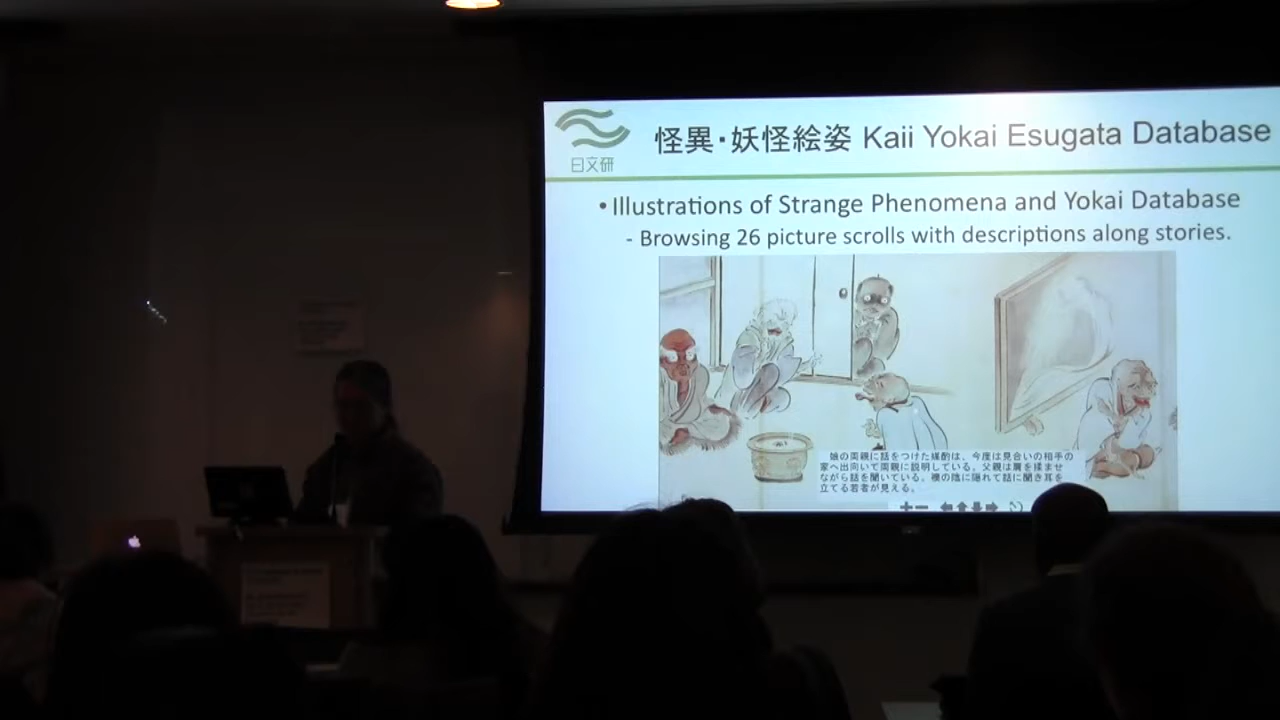 日文研
怪異・妖怪絵姿 Kaii Yokai Esugata Database
• Illustrations of Strange Phenomena and Yokai Database
- Browsing 26 picture scrolls with descriptions along stories.
娘の両親に話をつけた媒酌は、今度は見合いの相手の
家へ出向いて両親に説明している。父親は肩を揉ませ
ながら話を聞いている。襖の陰に隠れて話に聞き耳を
立てる若者が見える。